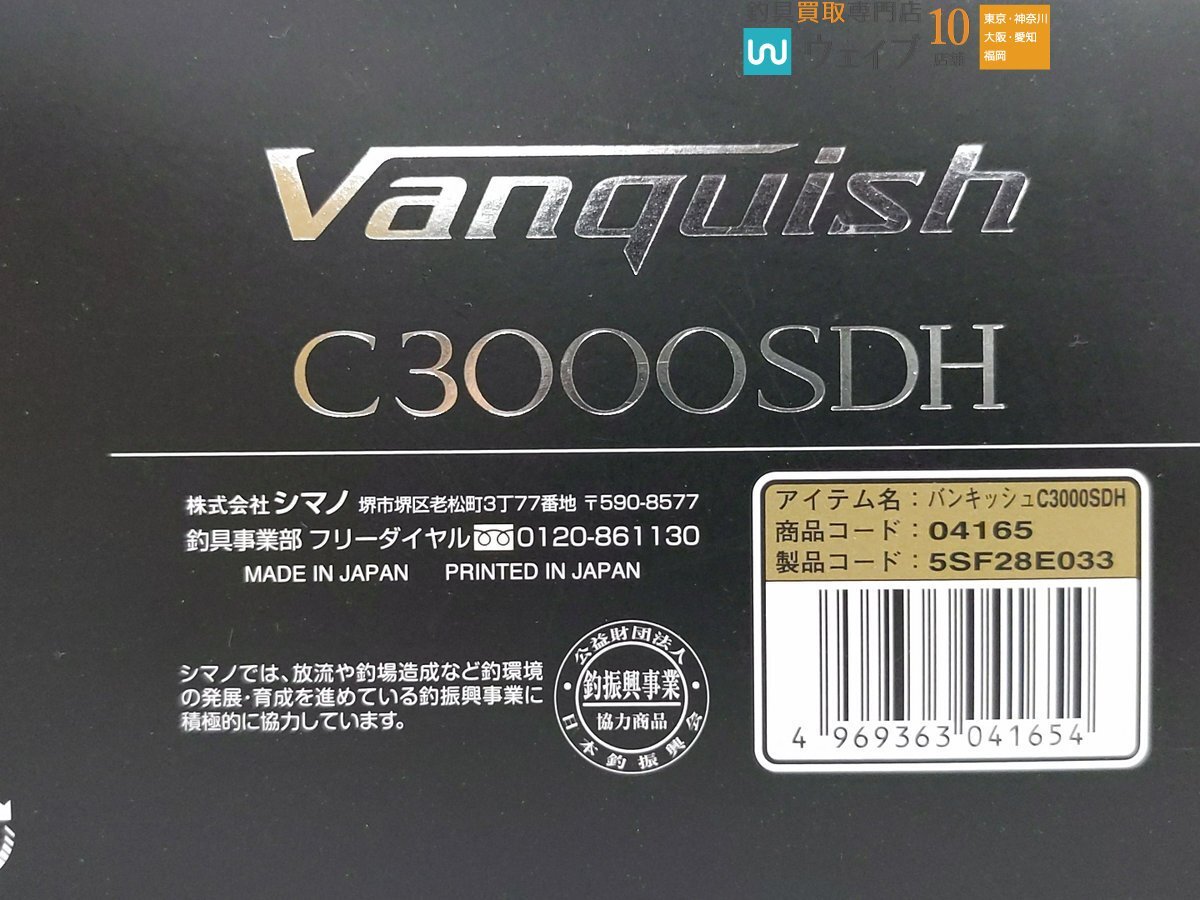 釣具買取専門店
ウェイブ
10
店舗
東京・神奈川
大阪・愛知
福岡
Vanquish
C3000SDH
株式会社シマノ 堺市堺区老松町3丁77番地 〒590-8577
釣具事業部 フリーダイヤル 0120-861130
MADE IN JAPAN PRINTED IN JAPAN
シマノでは、放流や釣場造成など釣環境
の発展・育成を進めている釣振興事業に
積極的に協力しています。
公益財団法人
釣振興事業
協力商品
日本釣振興会
アイテム名：バンキッシュC3000SDH
商品コード：04165
製品コード：5SF28E033
4 969363 041654